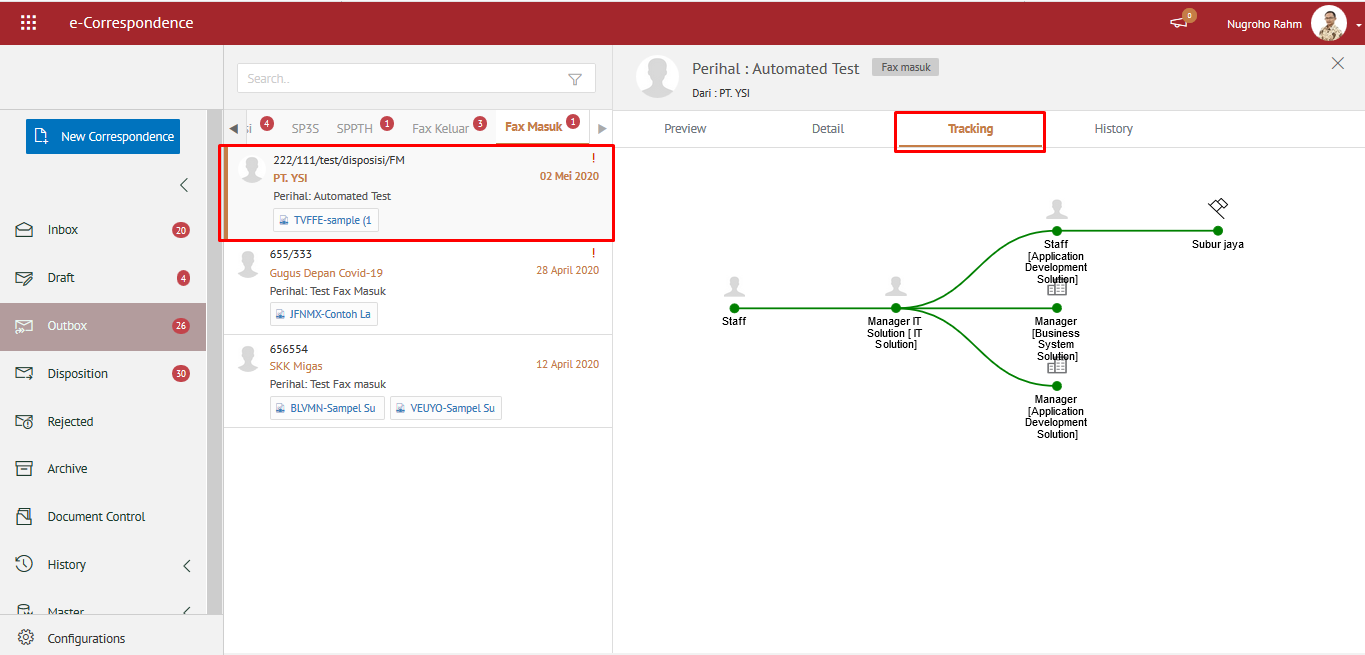 e-Correspondence
0
Nugroho Rahm
New Correspondence
Inbox
20
Draft
4
Outbox
26
Disposition
30
Rejected
Archive
Document Control
History
Master
Configurations
Search..
si 4
SP3S
SPPTH 1
Fax Keluar 3
Fax Masuk 1
222/111/test/disposisi/FM
!
PT. YSI
02 Mei 2020
Perihal: Automated Test
TVFFE-sample (1
655/333
!
Gugus Depan Covid-19
28 April 2020
Perihal: Test Fax Masuk
JFNMX-Contoh La
656554
SKK Migas
12 April 2020
Perihal: Test Fax masuk
BLVMN-Sampel Su
VEUYO-Sampel Su
Perihal : Automated Test
Fax masuk
Dari : PT. YSI
Preview
Detail
Tracking
History
Staff
Manager IT
Solution [ IT
Solution]
Staff
[Application
Development
Solution]
Subur jaya
Manager
[Business
System
Solution]
Manager
[Application
Development
Solution]